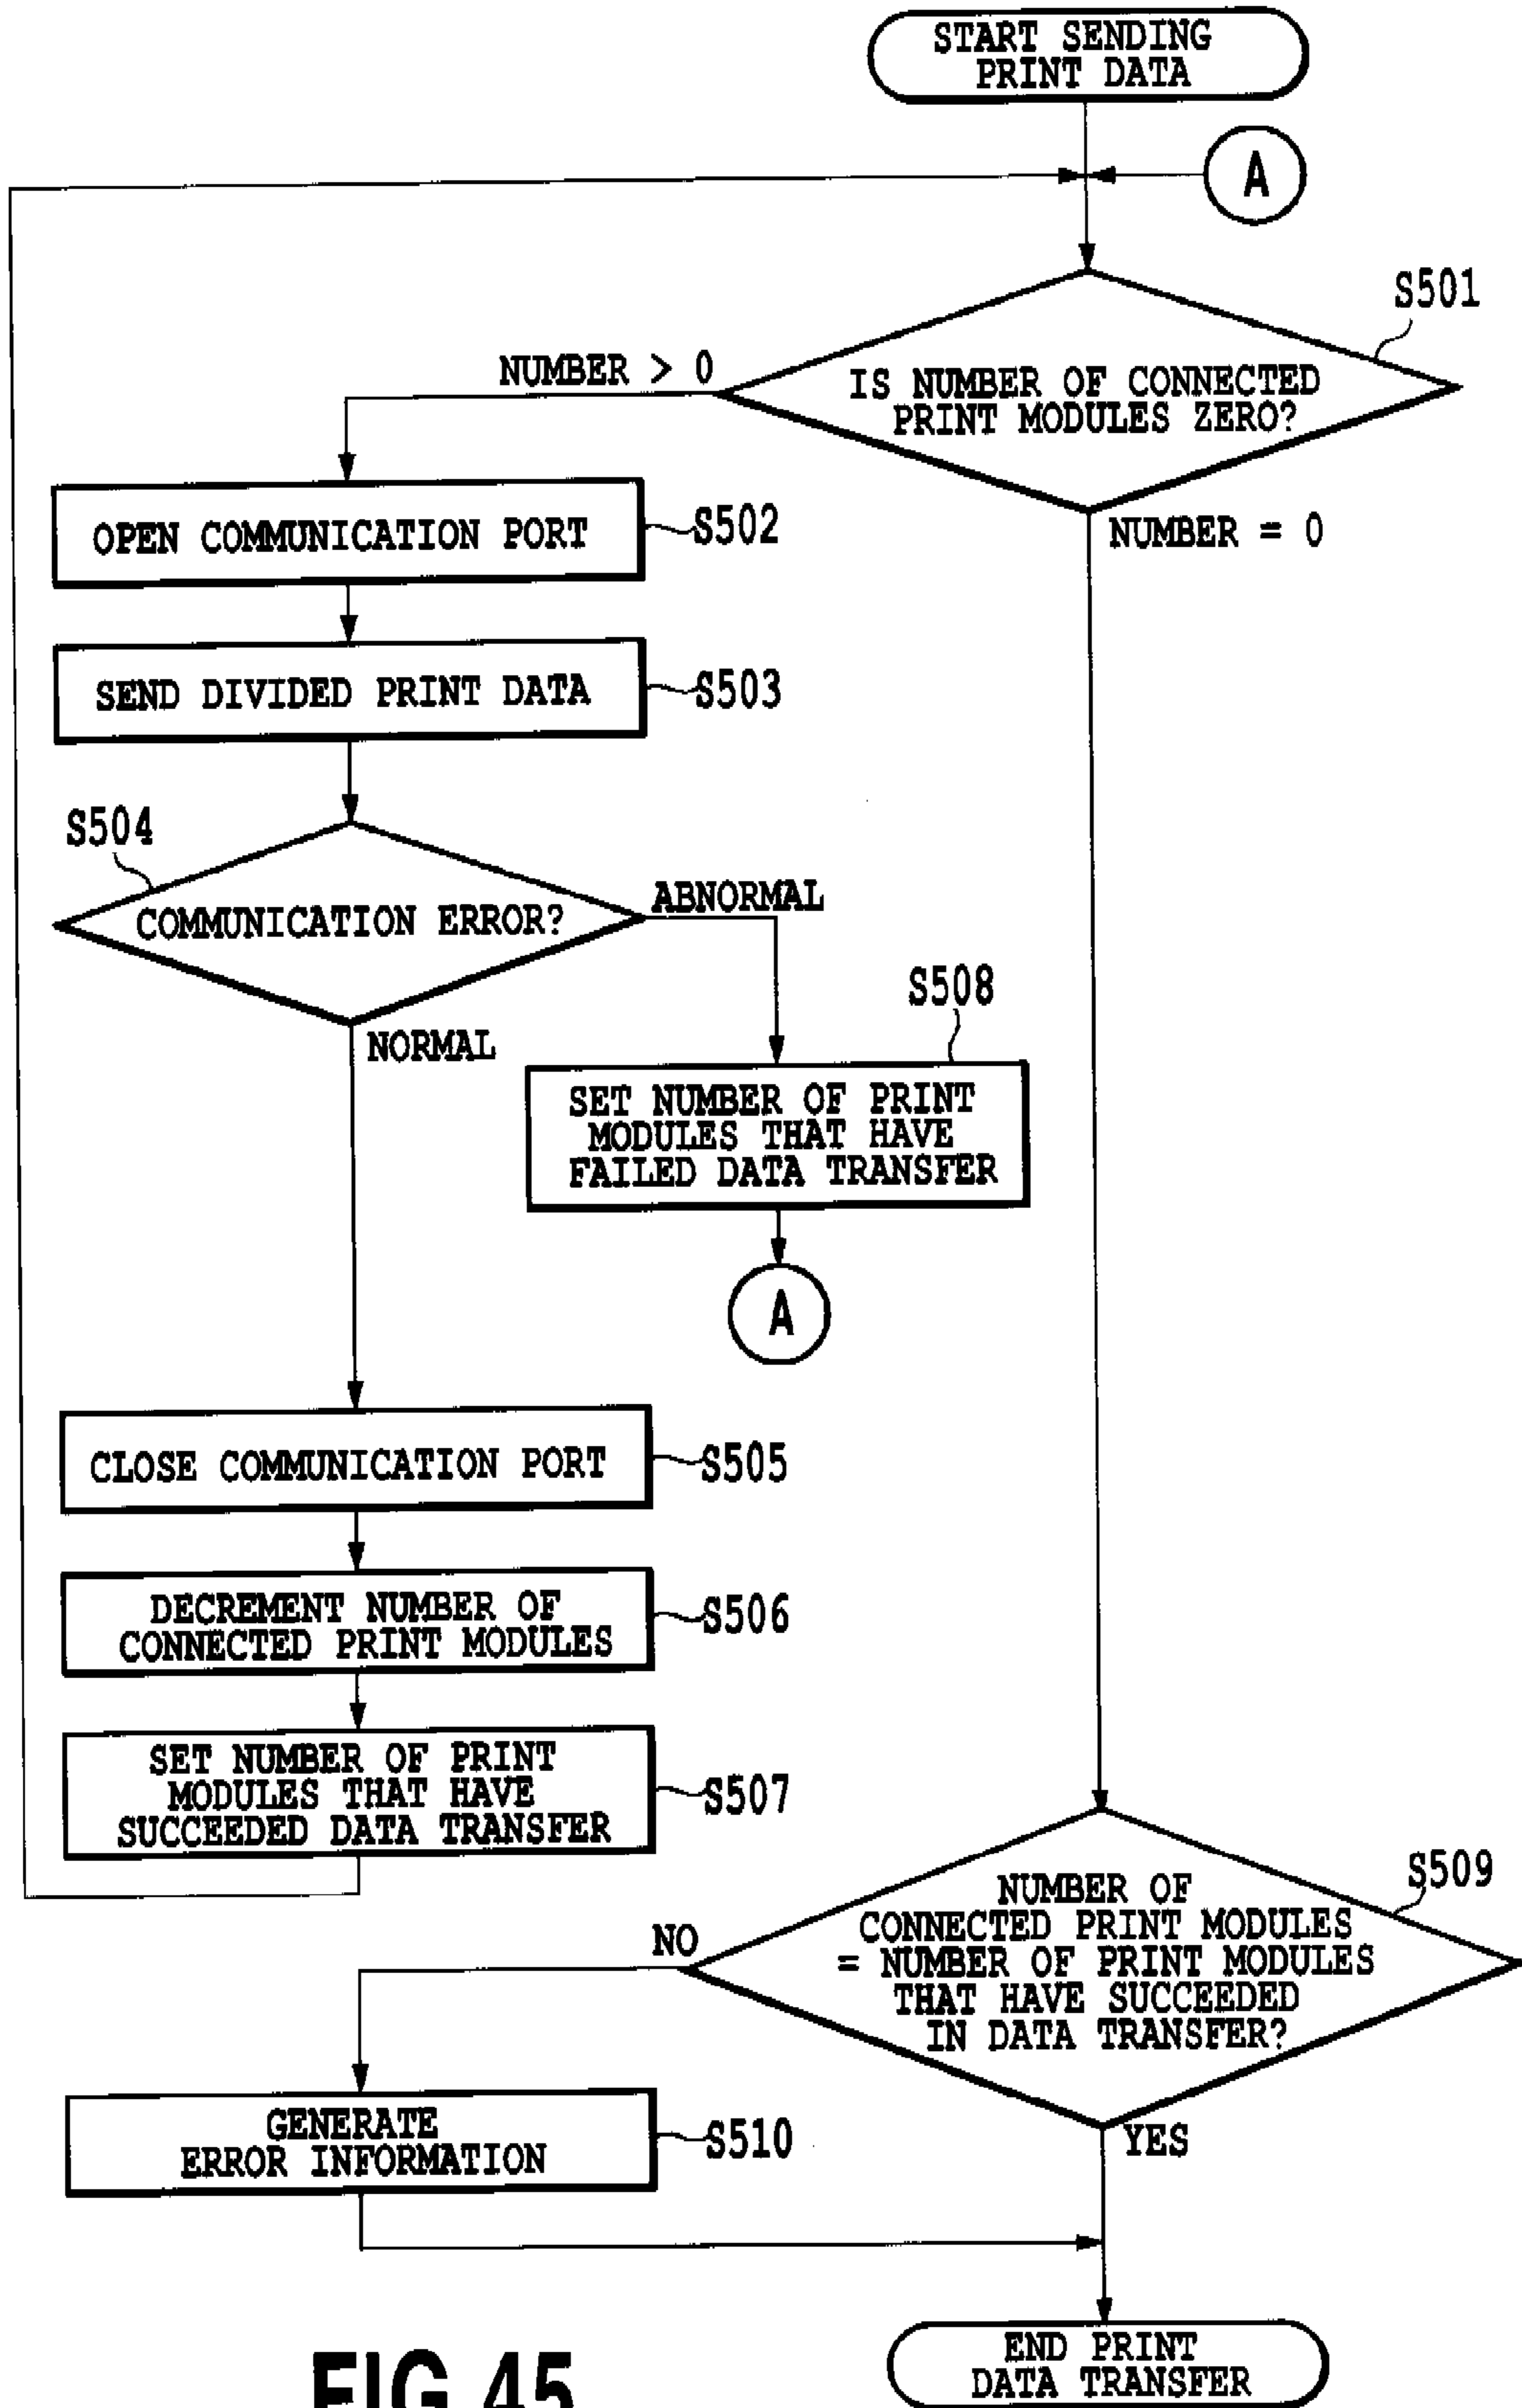 START SENDING
PRINT DATA
A
S501
NUMBER > 0
IS NUMBER OF CONNECTED
PRINT MODULES ZERO?
OPEN COMMUNICATION PORT
S502
NUMBER = 0
SEND DIVIDED PRINT DATA
S503
S504
COMMUNICATION ERROR?
ABNORMAL
NORMAL
S508
SET NUMBER OF PRINT
MODULES THAT HAVE
FAILED DATA TRANSFER
A
CLOSE COMMUNICATION PORT
S505
DECREMENT NUMBER OF
CONNECTED PRINT MODULES
S506
SET NUMBER OF PRINT
MODULES THAT HAVE
SUCCEEDED DATA TRANSFER
S507
S509
NUMBER OF
CONNECTED PRINT MODULES
= NUMBER OF PRINT MODULES
THAT HAVE SUCCEEDED
IN DATA TRANSFER?
NO
GENERATE
ERROR INFORMATION
S510
YES
END PRINT
DATA TRANSFER
FIG.45